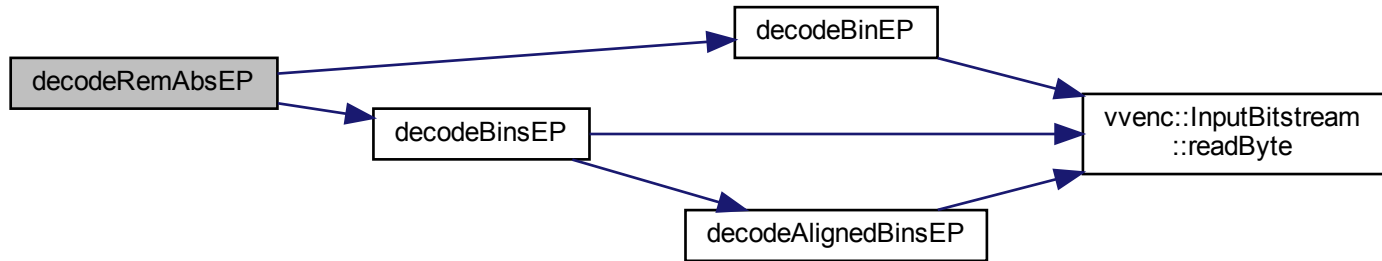 decodeRemAbsEP
decodeBinEP
decodeBinsEP
vvenc::InputBitstream
::readByte
decodeAlignedBinsEP